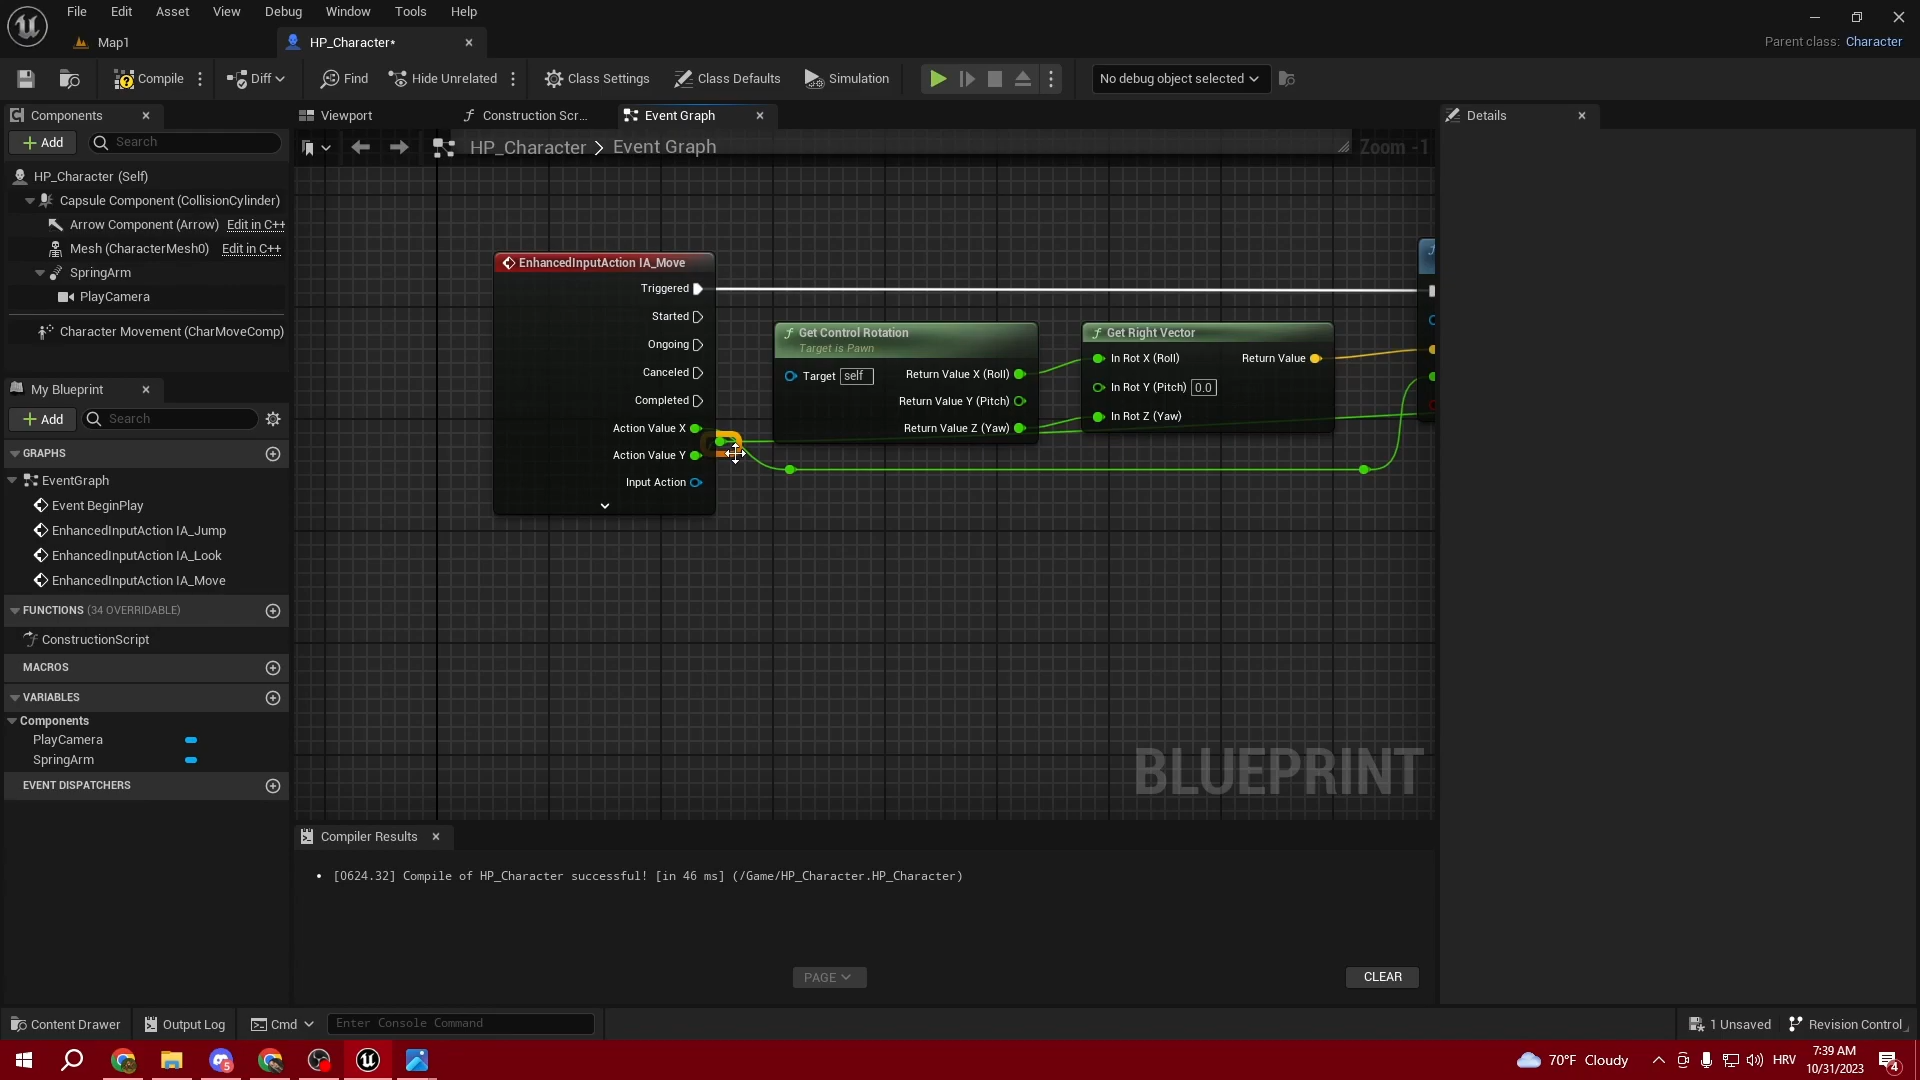 File Edit Asset View Debug Window Tools Help
Map1
HP_Character*
Parent class: Character
Compile
Diff
Find
Hide Unrelated
Class Settings
Class Defaults
Simulation
No debug object selected
Components
Viewport
Construction Scr...
Event Graph
Details
Add
Search
HP_Character > Event Graph
Zoom -1
HP_Character (Self)
Capsule Component (CollisionCylinder)
Arrow Component (Arrow) Edit in C++
Mesh (CharacterMesh0) Edit in C++
SpringArm
PlayCamera
Character Movement (CharMoveComp)
My Blueprint
Add
Search
GRAPHS
EventGraph
Event BeginPlay
EnhancedInputAction IA_Jump
EnhancedInputAction IA_Look
EnhancedInputAction IA_Move
FUNCTIONS (34 OVERRIDABLE)
ConstructionScript
MACROS
VARIABLES
Components
PlayCamera
SpringArm
EVENT DISPATCHERS
EnhancedInputAction IA_Move
Triggered
Started
Ongoing
Canceled
Completed
Action Value X
Action Value Y
Input Action
Get Control Rotation
Target is Pawn
Target self
Return Value X (Roll)
Return Value Y (Pitch)
Return Value Z (Yaw)
Get Right Vector
In Rot X (Roll)
Return Value
In Rot Y (Pitch) 0.0
In Rot Z (Yaw)
BLUEPRINT
Compiler Results
[0624.32] Compile of HP_Character successful! [in 46 ms] (/Game/HP_Character.HP_Character)
PAGE
CLEAR
Content Drawer
Output Log
Cmd
Enter Console Command
1 Unsaved
Revision Control
5
70°F Cloudy
HRV
7:39 AM
10/31/2023
4